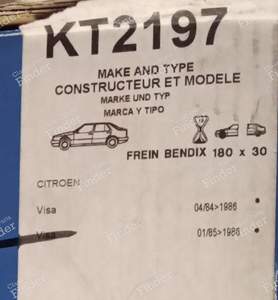 KT2197
MAKE AND TYPE
CONSTRUCTEUR ET MODELE
MARKE UND TYP
MARCA Y TIPO
FREIN BENDIX 180 x 30
CITROEN
Visa 04/84>1986
Visa 01/85>1986